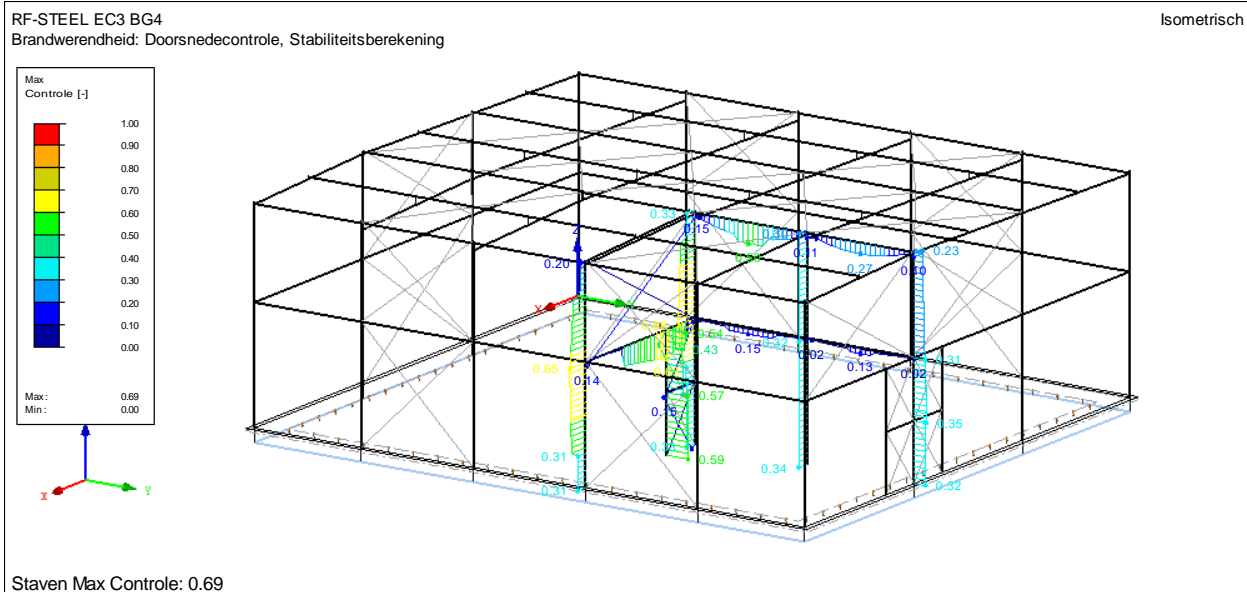 RF-STEEL EC3 BG4
Isometrisch
Brandwerendheid: Doorsnedecontrole, Stabiliteitsberekening
Max
Controle [-]
1.00
0.90
0.80
0.70
0.60
0.50
0.40
0.30
0.20
0.10
0.00
Max: 0.69
Min: 0.00
X
Y
0.33
0.15
0.11
0.27
0.10
0.23
0.20
Z
X
0.66
0.14
0.64
0.43
0.15
0.32
0.02
0.13
0.02
0.31
0.57
0.35
0.59
0.34
0.32
0.31
0.31
Staven Max Controle: 0.69